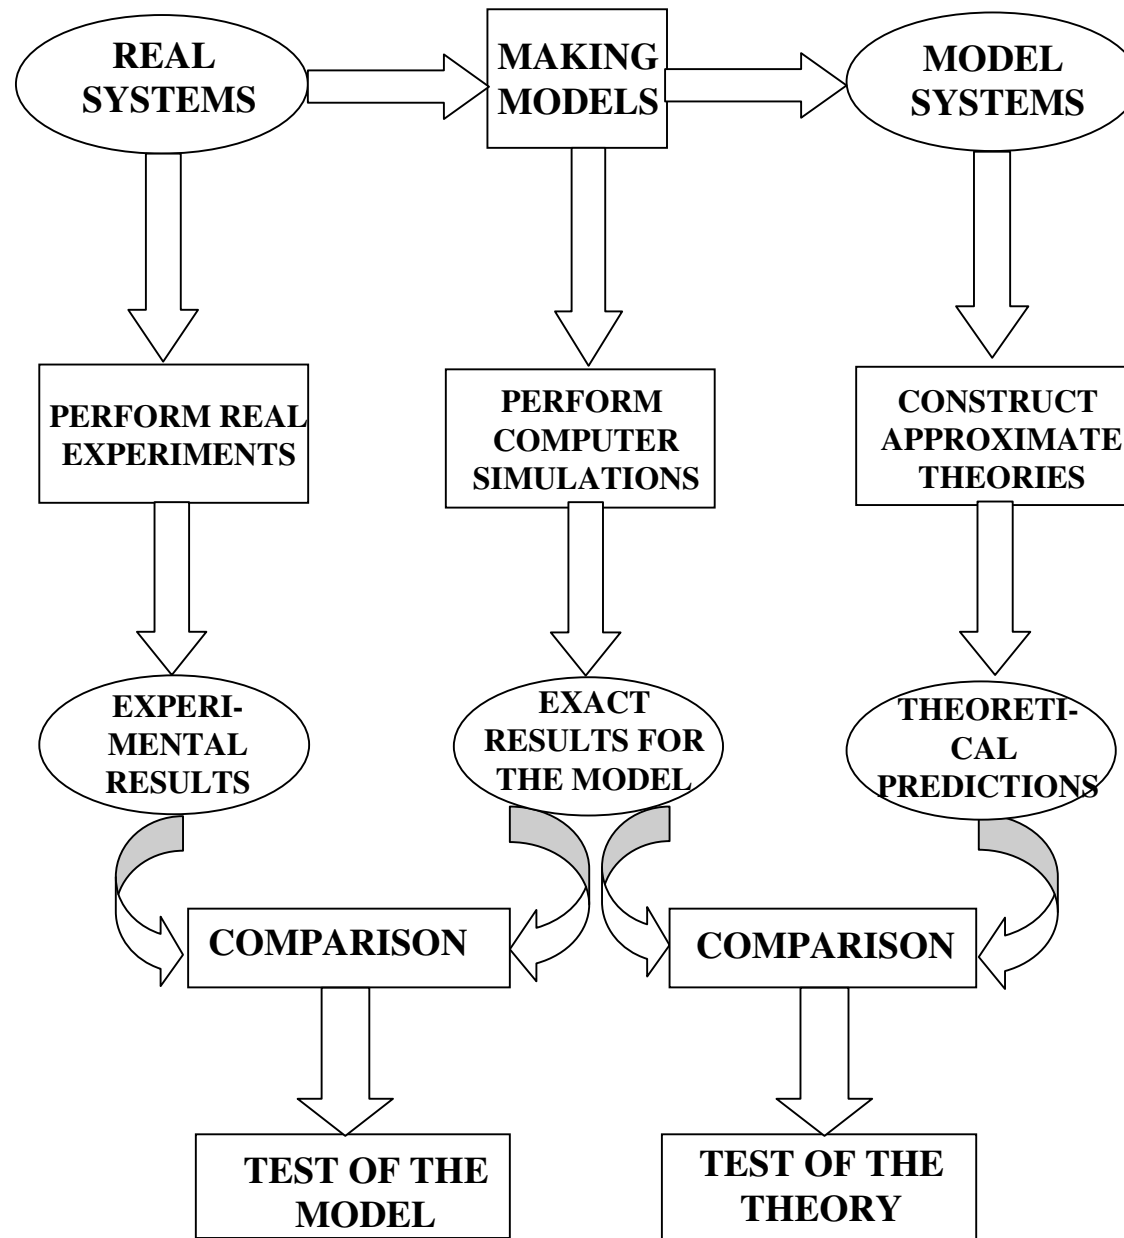 REAL
SYSTEMS
MAKING
MODELS
MODEL
SYSTEMS
PERFORM REAL
EXPERIMENTS
PERFORM
COMPUTER
SIMULATIONS
CONSTRUCT
APPROXIMATE
THEORIES
EXPERI-
MENTAL
RESULTS
EXACT
RESULTS FOR
THE MODEL
THEORETI-
CAL
PREDICTIONS
COMPARISON
COMPARISON
TEST OF THE
MODEL
TEST OF THE
THEORY